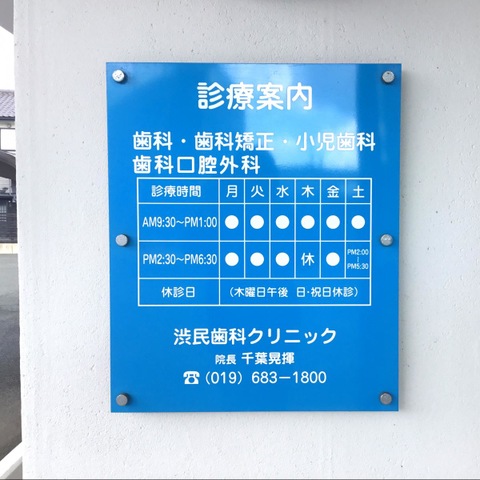 診療案内
歯科・歯科矯正・小児歯科
歯科口腔外科
診療時間 月 火 水 木 金 土
AM9:30～PM1:00 ● ● ● ● ● ●
PM2:30～PM6:30 ● ● ● 休 ● PM2:00～PM5:30
休診日 (木曜日午後 日・祝日休診)
渋民歯科クリニック
院長 千葉晃揮
☎(019) 683−1800